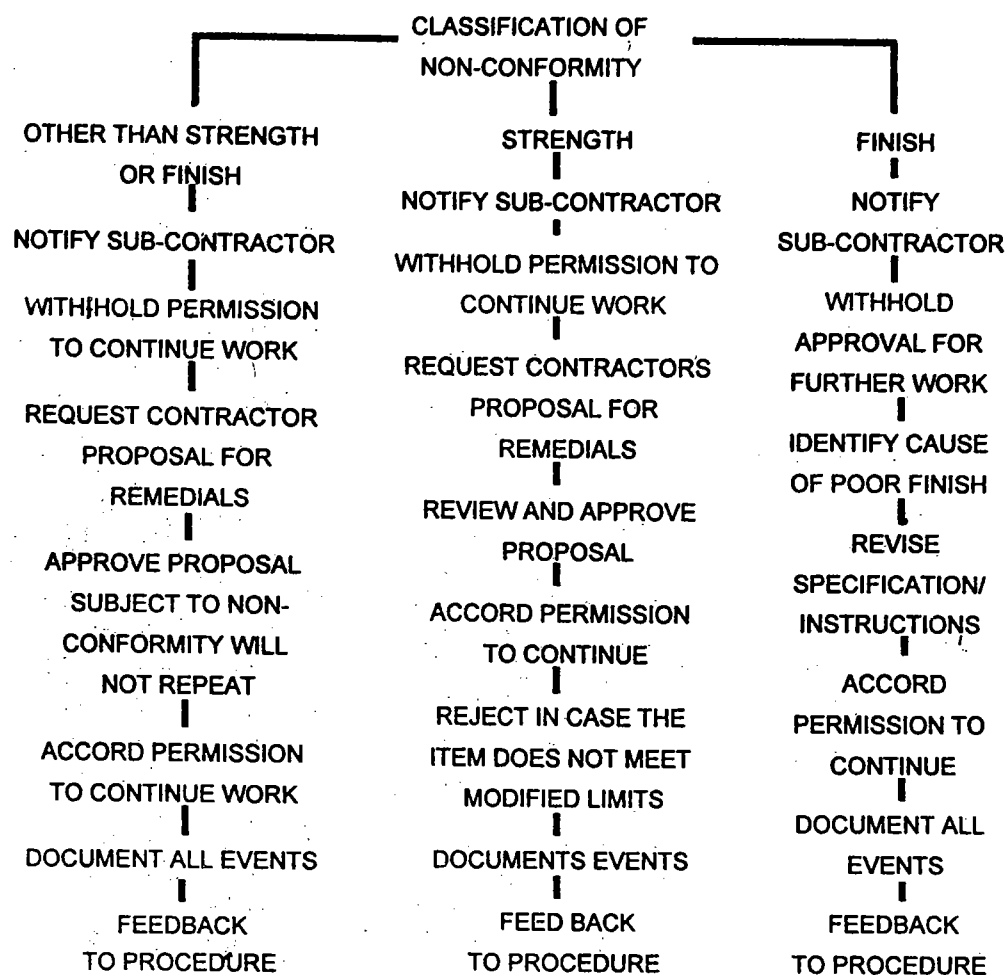 CLASSIFICATION OF
NON-CONFORMITY
OTHER THAN STRENGTH
OR FINISH
NOTIFY SUB-CONTRACTOR
WITHHOLD PERMISSION
TO CONTINUE WORK
REQUEST CONTRACTOR
PROPOSAL FOR
REMEDIALS
APPROVE PROPOSAL
SUBJECT TO NON-
CONFORMITY WILL
NOT REPEAT
ACCORD PERMISSION
TO CONTINUE WORK
DOCUMENT ALL EVENTS
FEEDBACK
TO PROCEDURE
STRENGTH
NOTIFY SUB-CONTRACTOR
WITHHOLD PERMISSION TO
CONTINUE WORK
REQUEST CONTRACTORS
PROPOSAL FOR
REMEDIALS
REVIEW AND APPROVE
PROPOSAL
ACCORD PERMISSION
TO CONTINUE
REJECT IN CASE THE
ITEM DOES NOT MEET
MODIFIED LIMITS
DOCUMENTS EVENTS
FEED BACK
TO PROCEDURE
FINISH
NOTIFY
SUB-CONTRACTOR
WITHHOLD
APPROVAL FOR
FURTHER WORK
IDENTIFY CAUSE
OF POOR FINISH
REVISE
SPECIFICATION/
INSTRUCTIONS
ACCORD
PERMISSION TO
CONTINUE
DOCUMENT ALL
EVENTS
FEEDBACK
TO PROCEDURE